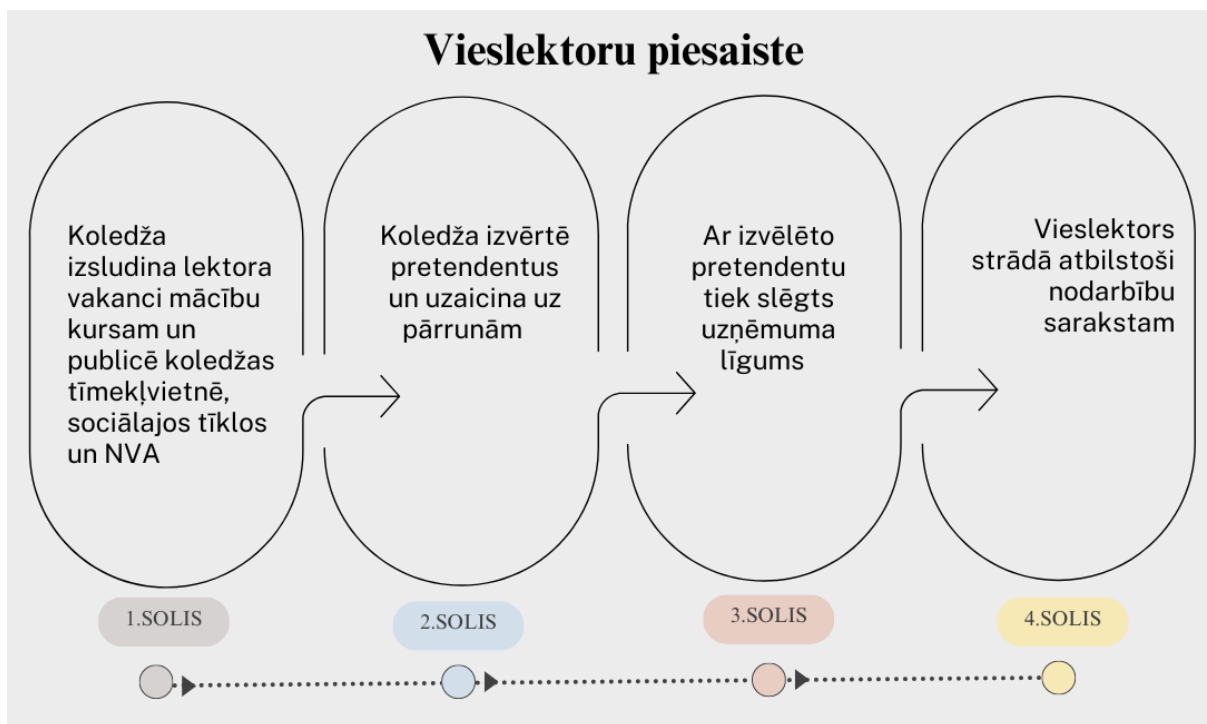 Vieslektoru piesaiste
Koledža
izsludina lektora
vakanci mācību
kursam un
publicē koledžas
tīmekļvietnē,
sociālajos tīklos
un NVA
Koledža izvērtē
pretendentus
un uzaicina uz
pārrunām
Ar izvēlēto
pretendentu
tiek slēgts
uzņēmuma
līgums
Vieslektors
strādā atbilstoši
nodarbību
sarakstam
1.SOLIS
2.SOLIS
3.SOLIS
4.SOLIS